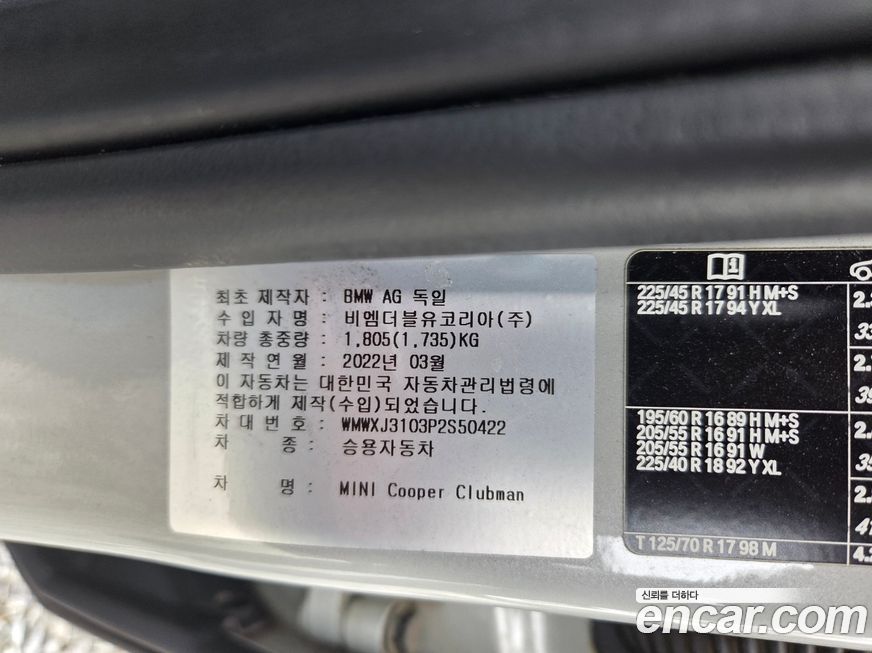 최초 제작자 : BMW AG 독일
수 입 자 명 : 비엠더블유코리아(주)
차량 총중량 : 1,805(1,735)KG
제 작 연 월 : 2022년 03월
이 자동차는 대한민국 자동차관리법령에
적합하게 제작(수입)되었습니다.
차 대 번 호 : WMWXJ3103P2S50422
차 종 : 승용자동차
차 명 : MINI Cooper Clubman
225/45 R 17 91 H M+S
225/45 R 17 94 Y XL
195/60 R 16 89 H M+S
205/55 R 16 91 H M+S
205/55 R 16 91 W
225/40 R 18 92 Y XL
T 125/70 R 17 98 M
신뢰를 더하다
encar.com